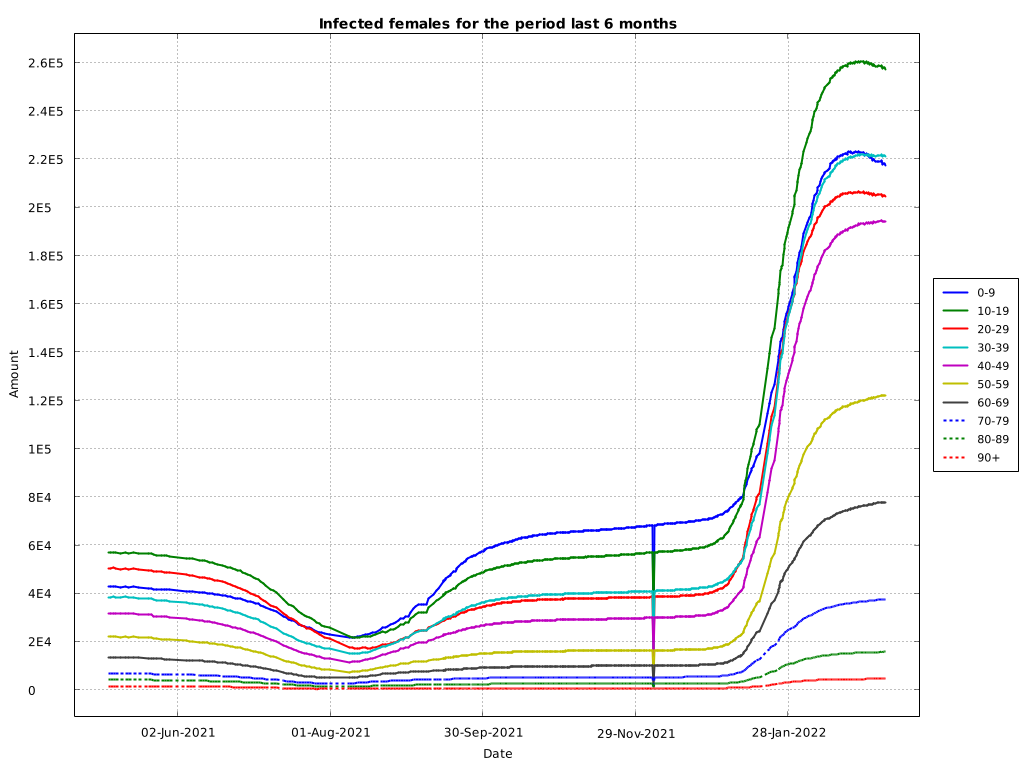 Infected females for the period last 6 months
2.6E5
2.4E5
2.2E5
2E5
1.8E5
1.6E5
1.4E5
1.2E5
1E5
8E4
6E4
4E4
2E4
0
Amount
02-Jun-2021
01-Aug-2021
30-Sep-2021
29-Nov-2021
28-Jan-2022
Date
0-9
10-19
20-29
30-39
40-49
50-59
60-69
70-79
80-89
90+